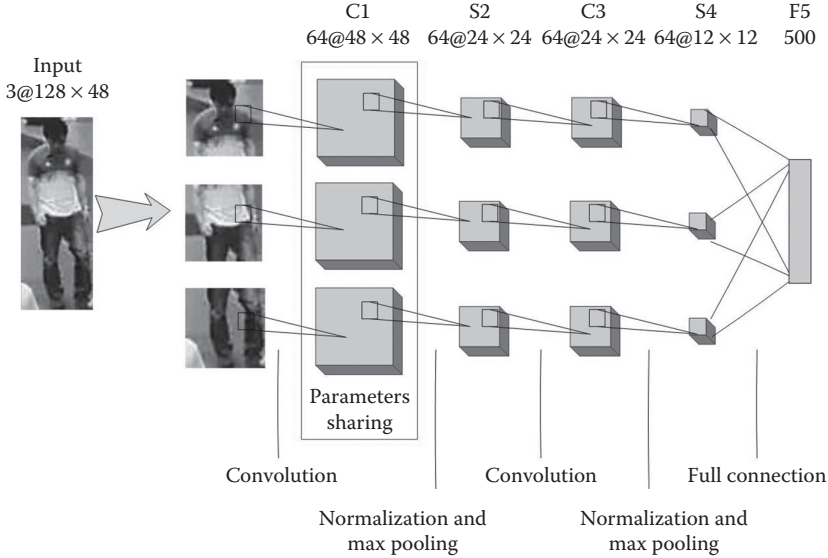 C1 S2 C3 S4 F5
64@48 × 48 64@24 × 24 64@24 × 24 64@12 × 12 500
Input
3@128 × 48
Parameters
sharing
Convolution Convolution Full connection
Normalization and Normalization and
max pooling max pooling